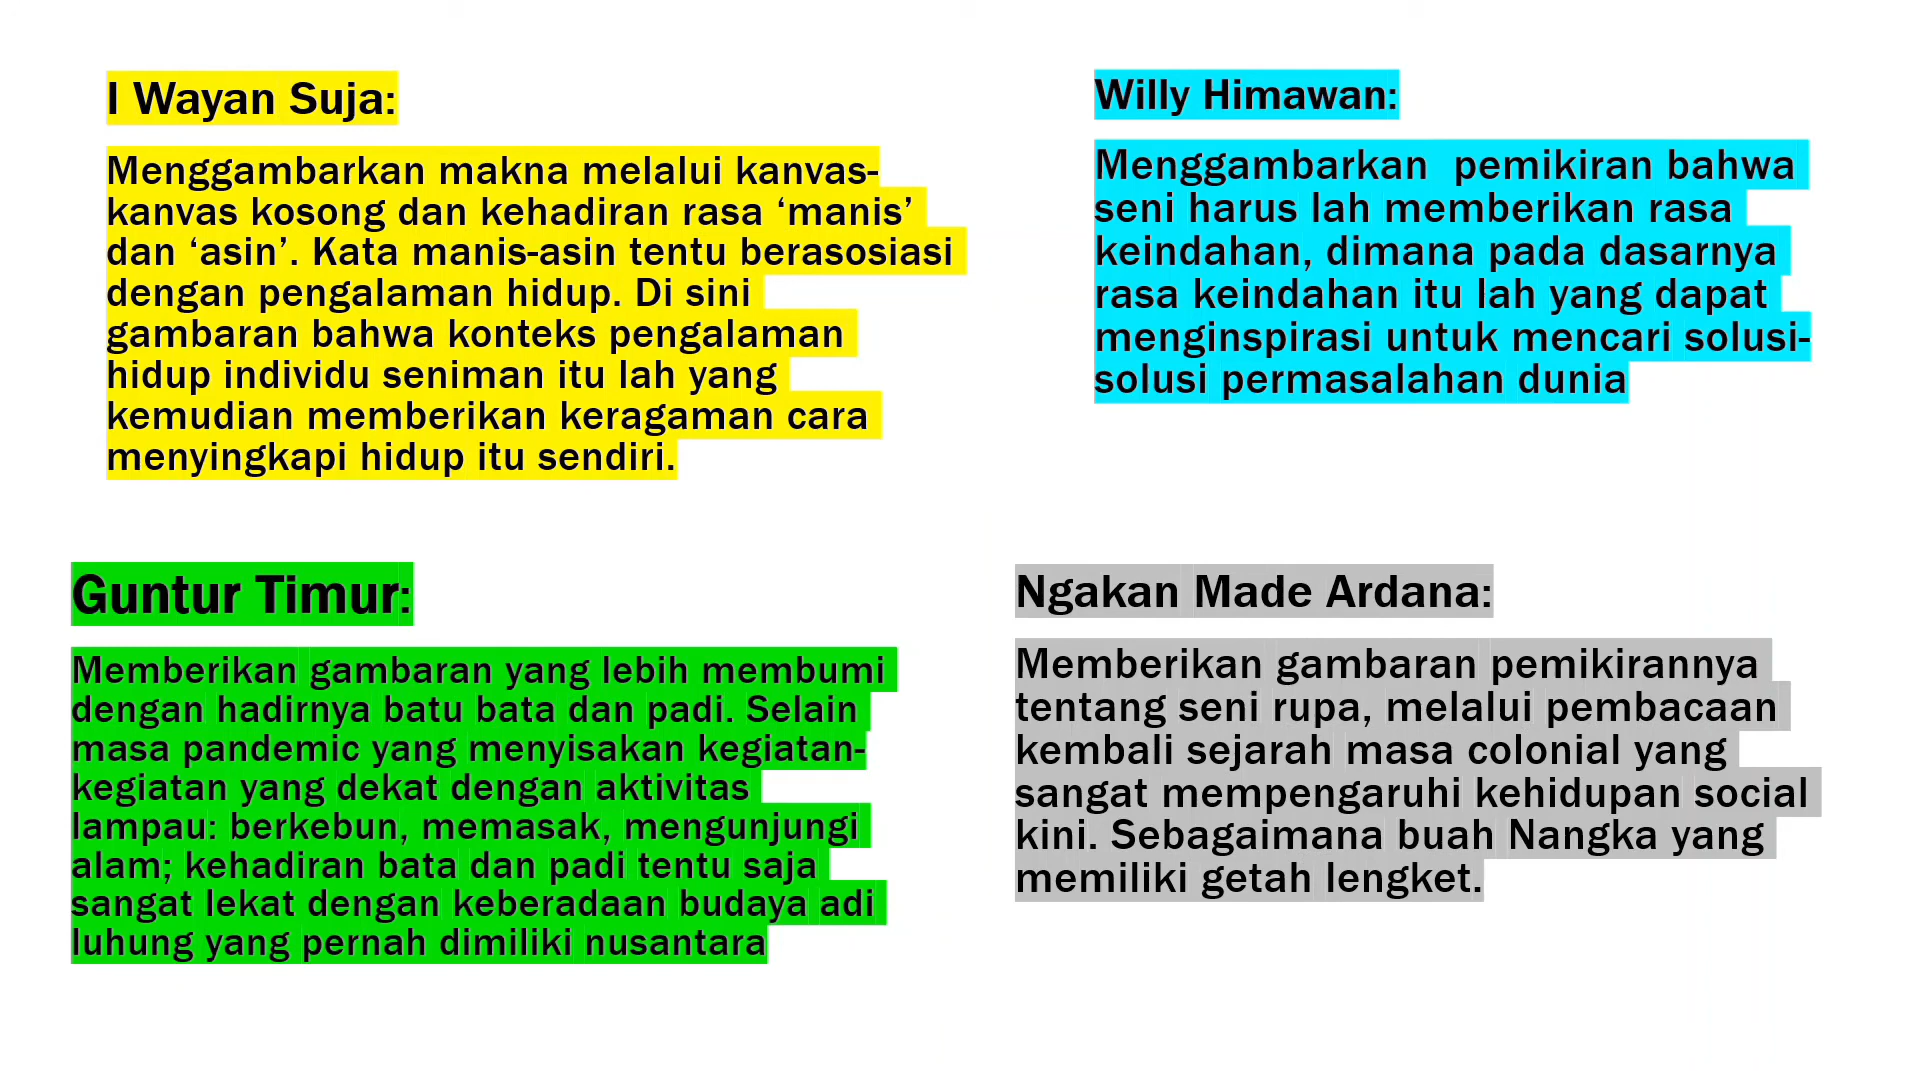 I Wayan Suja:
Menggambarkan makna melalui kanvas-
kanvas kosong dan kehadiran rasa ‘manis’
dan ‘asin’. Kata manis-asin tentu berasosiasi
dengan pengalaman hidup. Di sini
gambaran bahwa konteks pengalaman
hidup individu seniman itu lah yang
kemudian memberikan keragaman cara
menyingkapi hidup itu sendiri.
Willy Himawan:
Menggambarkan  pemikiran bahwa
seni harus lah memberikan rasa
keindahan, dimana pada dasarnya
rasa keindahan itu lah yang dapat
menginspirasi untuk mencari solusi-
solusi permasalahan dunia
Guntur Timur:
Memberikan gambaran yang lebih membumi
dengan hadirnya batu bata dan padi. Selain
masa pandemic yang menyisakan kegiatan-
kegiatan yang dekat dengan aktivitas
lampau: berkebun, memasak, mengunjungi
alam; kehadiran bata dan padi tentu saja
sangat lekat dengan keberadaan budaya adi
luhung yang pernah dimiliki nusantara
Ngakan Made Ardana:
Memberikan gambaran pemikirannya
tentang seni rupa, melalui pembacaan
kembali sejarah masa colonial yang
sangat mempengaruhi kehidupan social
kini. Sebagaimana buah Nangka yang
memiliki getah lengket.